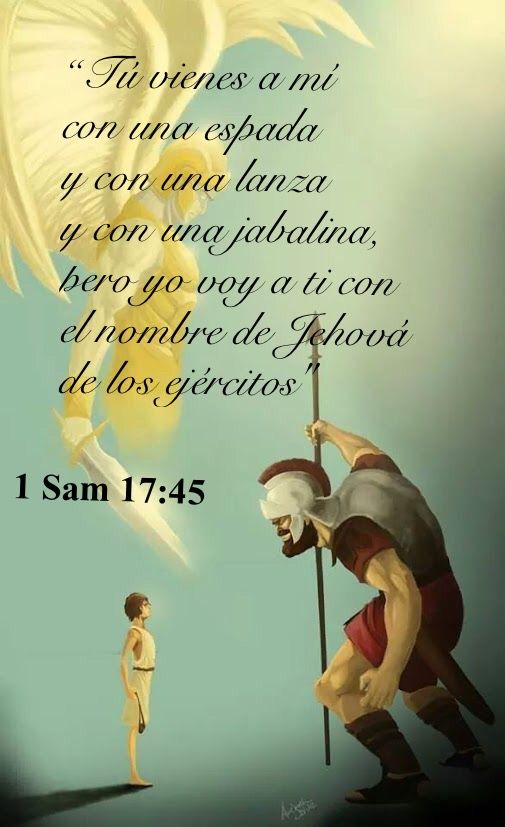 “Tú vienes a mí
con una espada
y con una lanza
y con una jabalina,
pero yo voy a ti con
el nombre de Jehová
de los ejércitos"
1 Sam 17:45